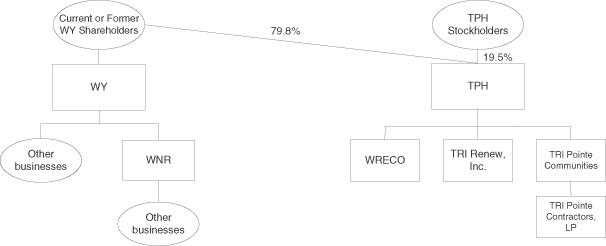 Current or Former
WY Shareholders
TPH
Stockholders
79.8%
19.5%
WY
TPH
Other
businesses
WNR
WRECO
TRI Renew,
Inc.
TRI Pointe
Communities
Other
businesses
TRI Pointe
Contractors,
LP